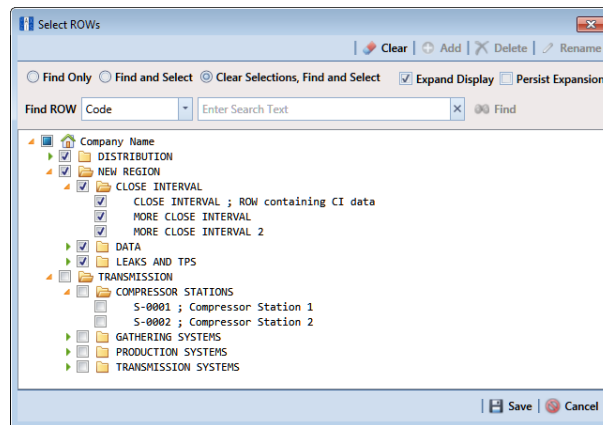 Select ROWs
Clear Add Delete Rename
Find Only Find and Select Clear Selections, Find and Select Expand Display Persist Expansion
Find ROW Code Enter Search Text Find
Company Name
DISTRIBUTION
NEW REGION
CLOSE INTERVAL
CLOSE INTERVAL ; ROW containing CI data
MORE CLOSE INTERVAL
MORE CLOSE INTERVAL 2
DATA
LEAKS AND TPS
TRANSMISSION
COMPRESSOR STATIONS
S-0001 ; Compressor Station 1
S-0002 ; Compressor Station 2
GATHERING SYSTEMS
PRODUCTION SYSTEMS
TRANSMISSION SYSTEMS
Save Cancel